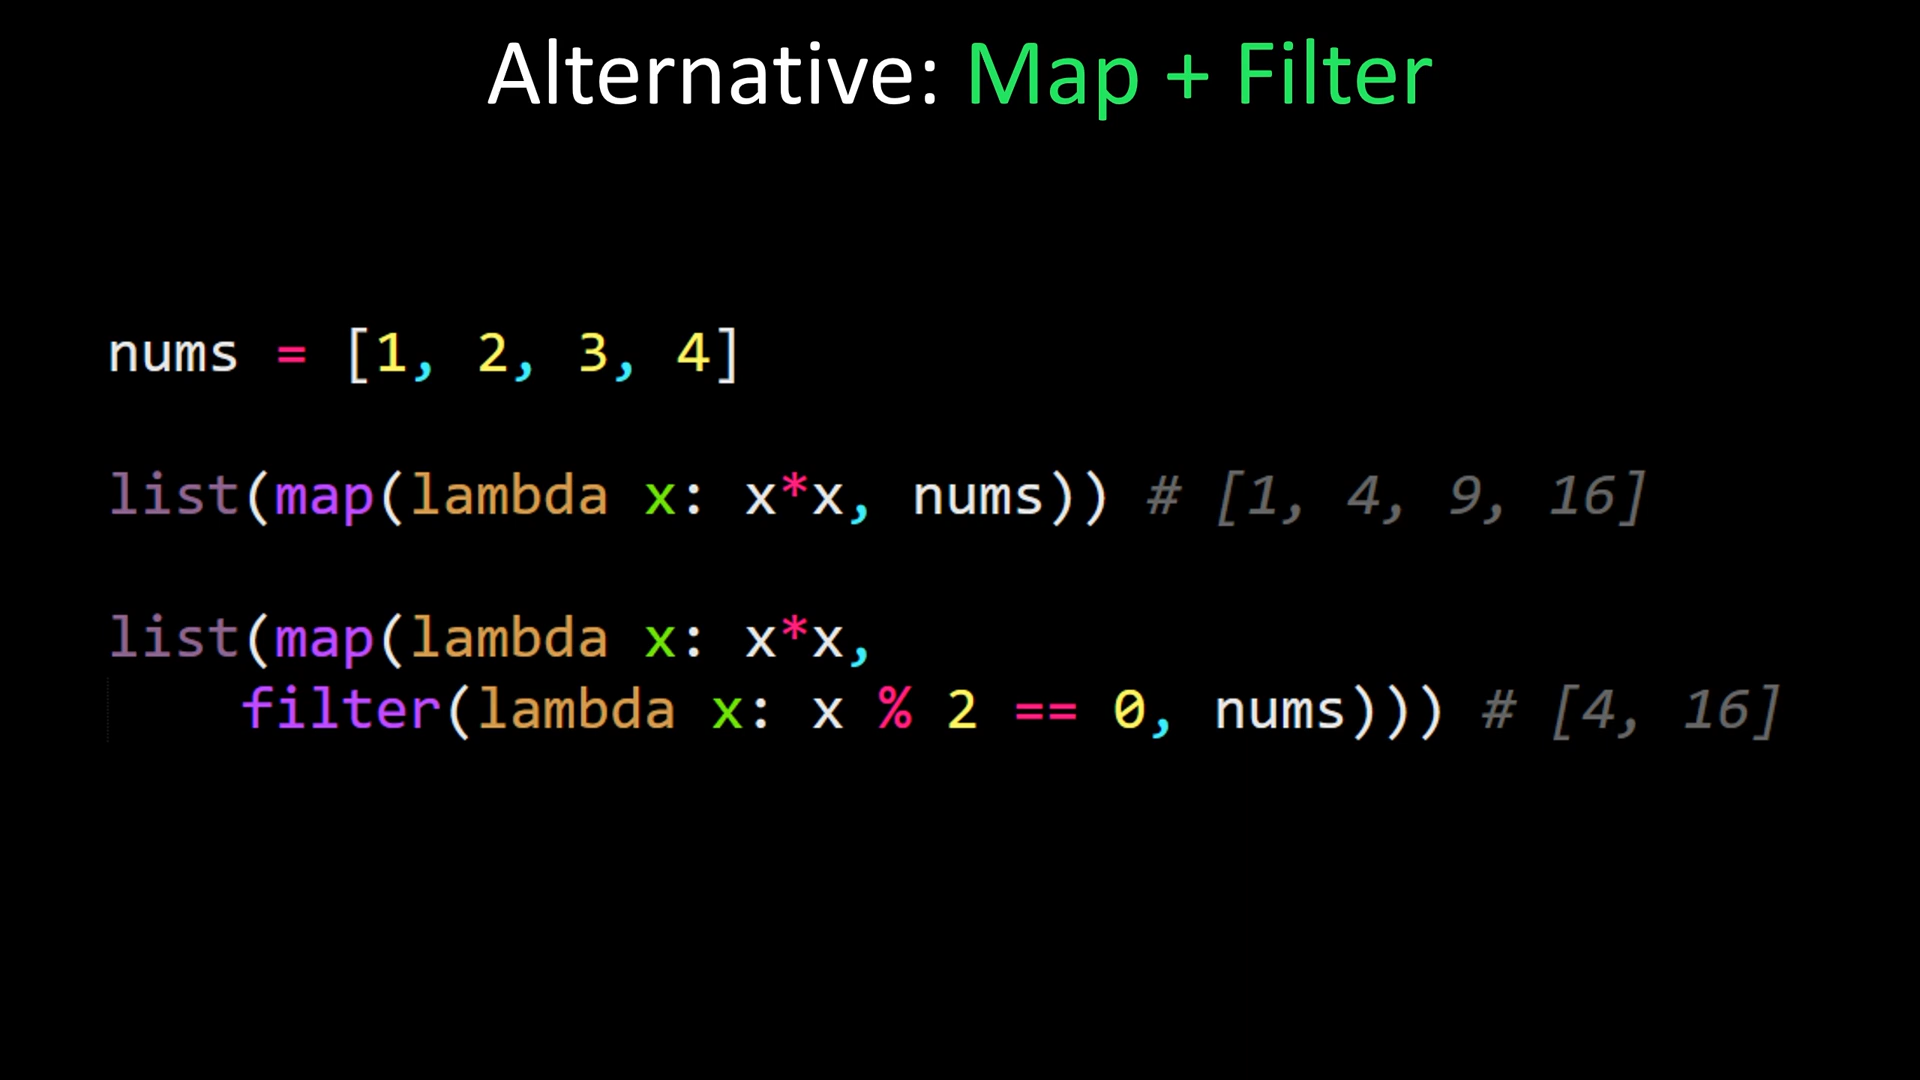 Alternative: Map + Filter
nums = [1, 2, 3, 4]
list(map(lambda x: x*x, nums)) # [1, 4, 9, 16]
list(map(lambda x: x*x,
    filter(lambda x: x % 2 == 0, nums))) # [4, 16]